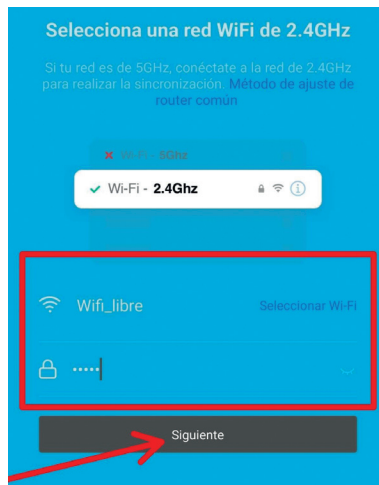 Selecciona una red WiFi de 2.4GHz
Si tu red es de 5GHz, conéctate a la red de 2.4GHz
para realizar la sincronización. Método de ajuste de
router común
Wi-Fi - 5Ghz
Wi-Fi - 2.4Ghz
Wifi_libre
Seleccionar Wi-Fi
•••••
Siguiente